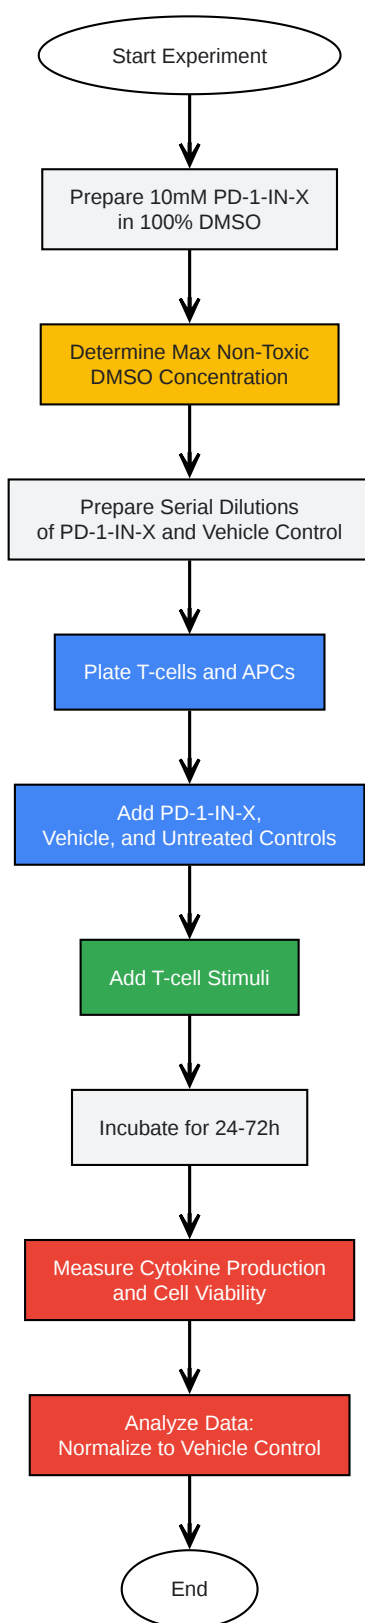 Start Experiment
Prepare 10mM PD-1-IN-X
in 100% DMSO
Determine Max Non-Toxic
DMSO Concentration
Prepare Serial Dilutions
of PD-1-IN-X and Vehicle Control
Plate T-cells and APCs
Add PD-1-IN-X,
Vehicle, and Untreated Controls
Add T-cell Stimuli
Incubate for 24-72h
Measure Cytokine Production
and Cell Viability
Analyze Data:
Normalize to Vehicle Control
End